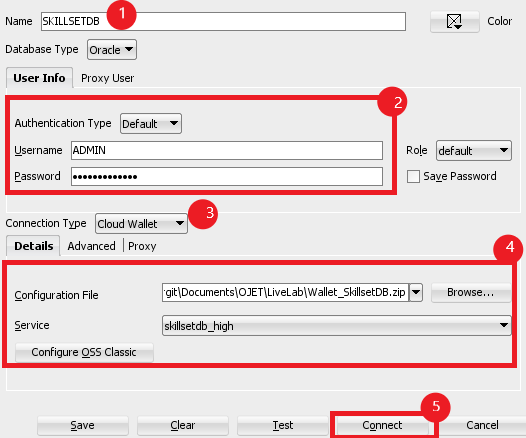 1
Name SKILLSETDB Color
Database Type Oracle
User Info Proxy User
2
Authentication Type Default
Username ADMIN Role default
Password ••••••••••••• Save Password
3
Connection Type Cloud Wallet
Details Advanced Proxy
4
Configuration File git\Documents\OJET\LiveLab\Wallet_SkillsetDB.zip Browse...
Service skillsetdb_high
Configure OSS Classic
5
Save Clear Test Connect Cancel